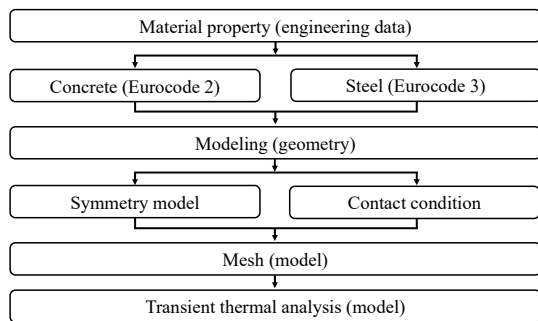 Material property (engineering data)
Concrete (Eurocode 2)
Steel (Eurocode 3)
Modeling (geometry)
Symmetry model
Contact condition
Mesh (model)
Transient thermal analysis (model)